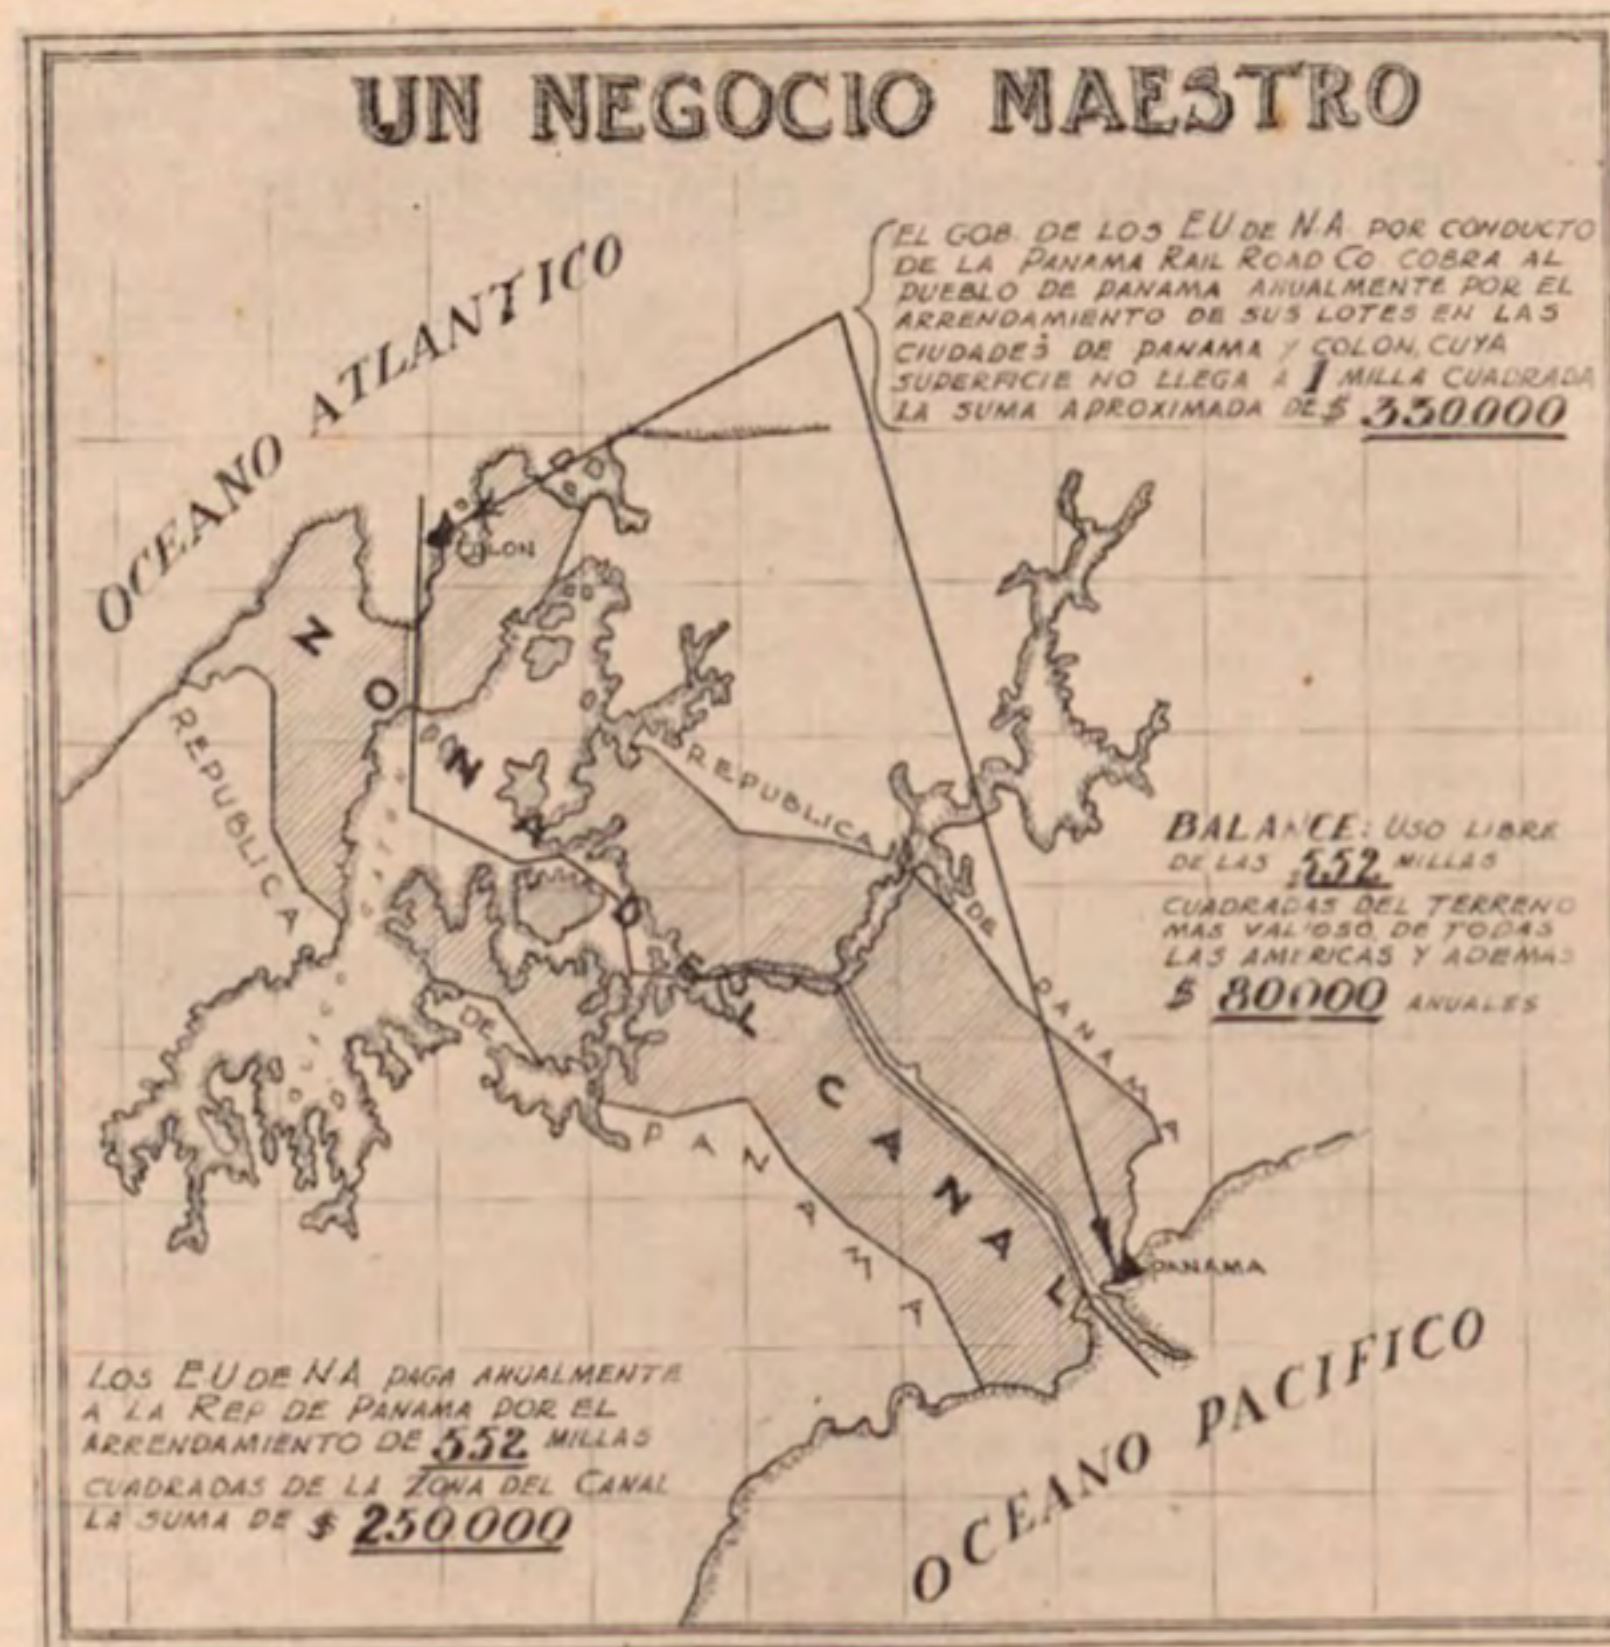 UN NEGOCIO MAESTRO
EL GOB. DE LOS E U DE N.A. POR CONDUCTO
DE LA PANAMA RAIL ROAD CO. COBRA AL
PUEBLO DE PANAMA ANUALMENTE POR EL
ARRENDAMIENTO DE SUS LOTES EN LAS
CIUDADES DE PANAMA Y COLON, CUYA
SUPERFICIE NO LLEGA A 1 MILLA CUADRADA
LA SUMA APROXIMADA DE $ 330.000
OCEANO ATLANTICO
COLON
ZONA DEL CANAL
REPUBLICA
DE
PANAMA
REPUBLICA
DE
PANAMA
LAGO GATUN
BALANCE: USO LIBRE
DE LAS 552 MILLAS
CUADRADAS DEL TERRENO
MAS VALIOSO DE TODAS
LAS AMERICAS Y ADEMAS
$ 80000 ANUALES
PANAMA
LOS E U DE N A PAGA ANUALMENTE
A LA REP DE PANAMA POR EL
ARRENDAMIENTO DE 552 MILLAS
CUADRADAS DE LA ZONA DEL CANAL
LA SUMA DE $ 250.000
OCEANO PACIFICO